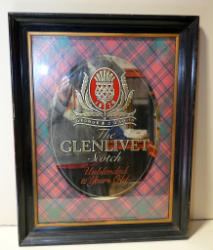 The
GLENLIVET
Scotch
Unblended
12 Years Old